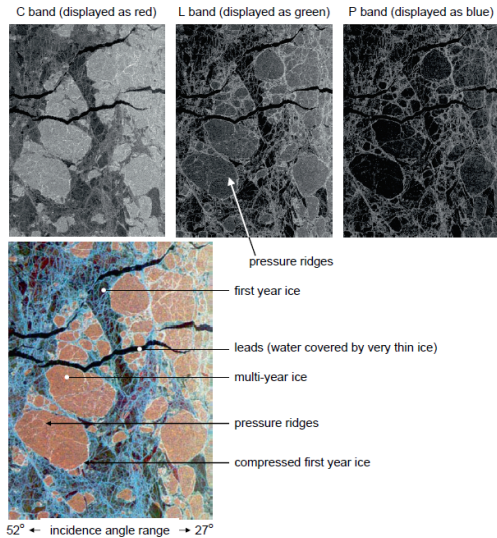 C band (displayed as red) L band (displayed as green) P band (displayed as blue)
pressure ridges
first year ice
leads (water covered by very thin ice)
multi-year ice
pressure ridges
compressed first year ice
52° ← incidence angle range → 27°